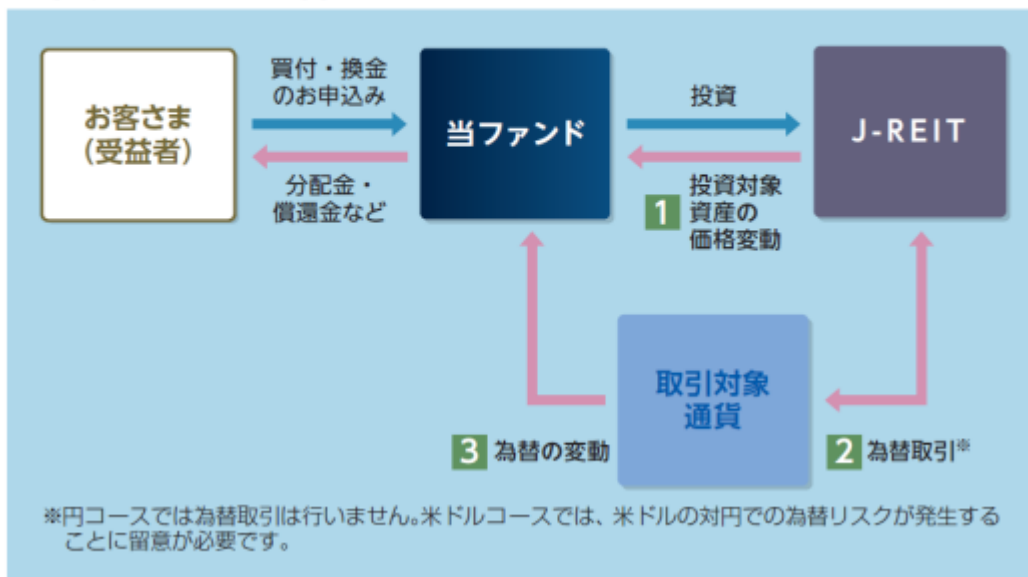 お客さま
(受益者)
買付・換金
のお申込み
分配金・
償還金など
当ファンド
投資
1 投資対象
資産の
価格変動
J-REIT
取引対象
通貨
3 為替の変動
2 為替取引※
※円コースでは為替取引は行いません。米ドルコースでは、米ドルの対円での為替リスクが発生する
ことに留意が必要です。